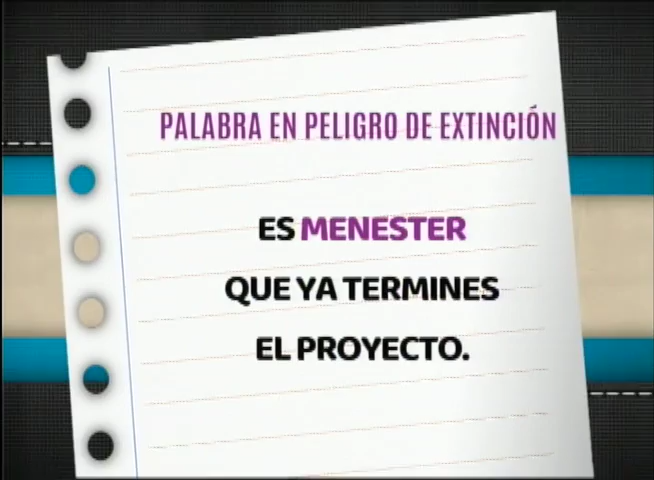 PALABRA EN PELIGRO DE EXTINCIÓN
ES MENESTER
QUE YA TERMINES
EL PROYECTO.